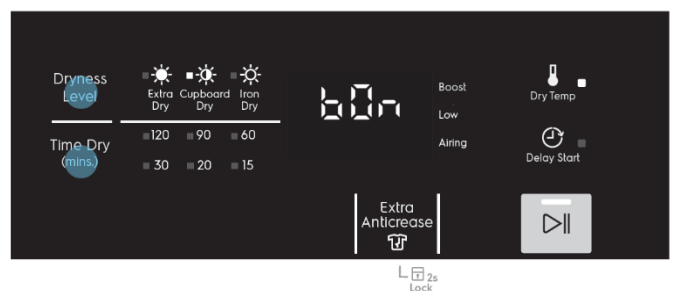 Dryness
Level
Extra
Dry
Cupboard
Dry
Iron
Dry
Time Dry
(mins.)
120 90 60
30 20 15
b0n
Boost
Low
Airing
Dry Temp
Delay Start
Extra
Anticrease
2s
Lock